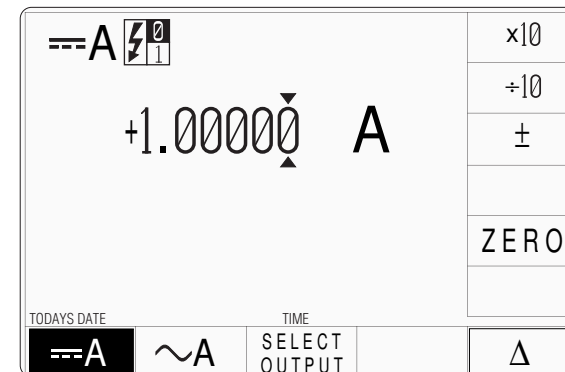 ⎓A 0
1
x10
÷10
+1.00000 A
±
ZERO
TODAYS DATE TIME
⎓A ~A SELECT OUTPUT Δ